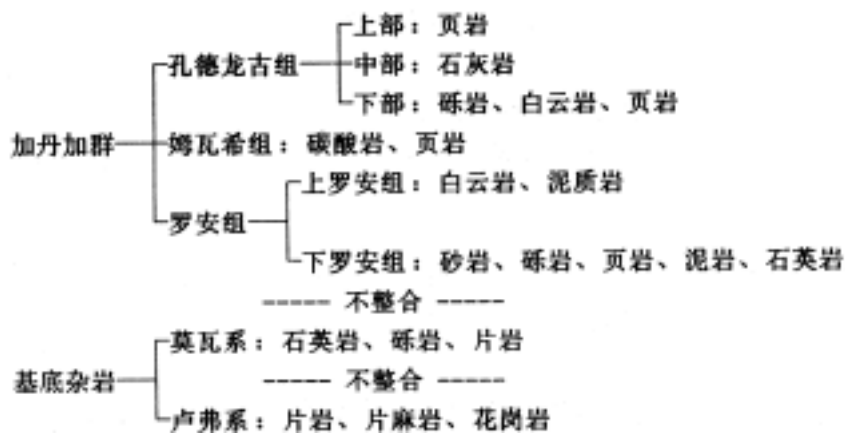 上部：页岩
孔德龙古组
中部：石灰岩
下部：砾岩、白云岩、页岩
加丹加群
姆瓦希组：碳酸岩、页岩
上罗安组：白云岩、泥质岩
罗安组
下罗安组：砂岩、砾岩、页岩、泥岩、石英岩
----- 不整合 -----
莫瓦系：石英岩、砾岩、片岩
基底杂岩
----- 不整合 -----
卢弗系：片岩、片麻岩、花岗岩